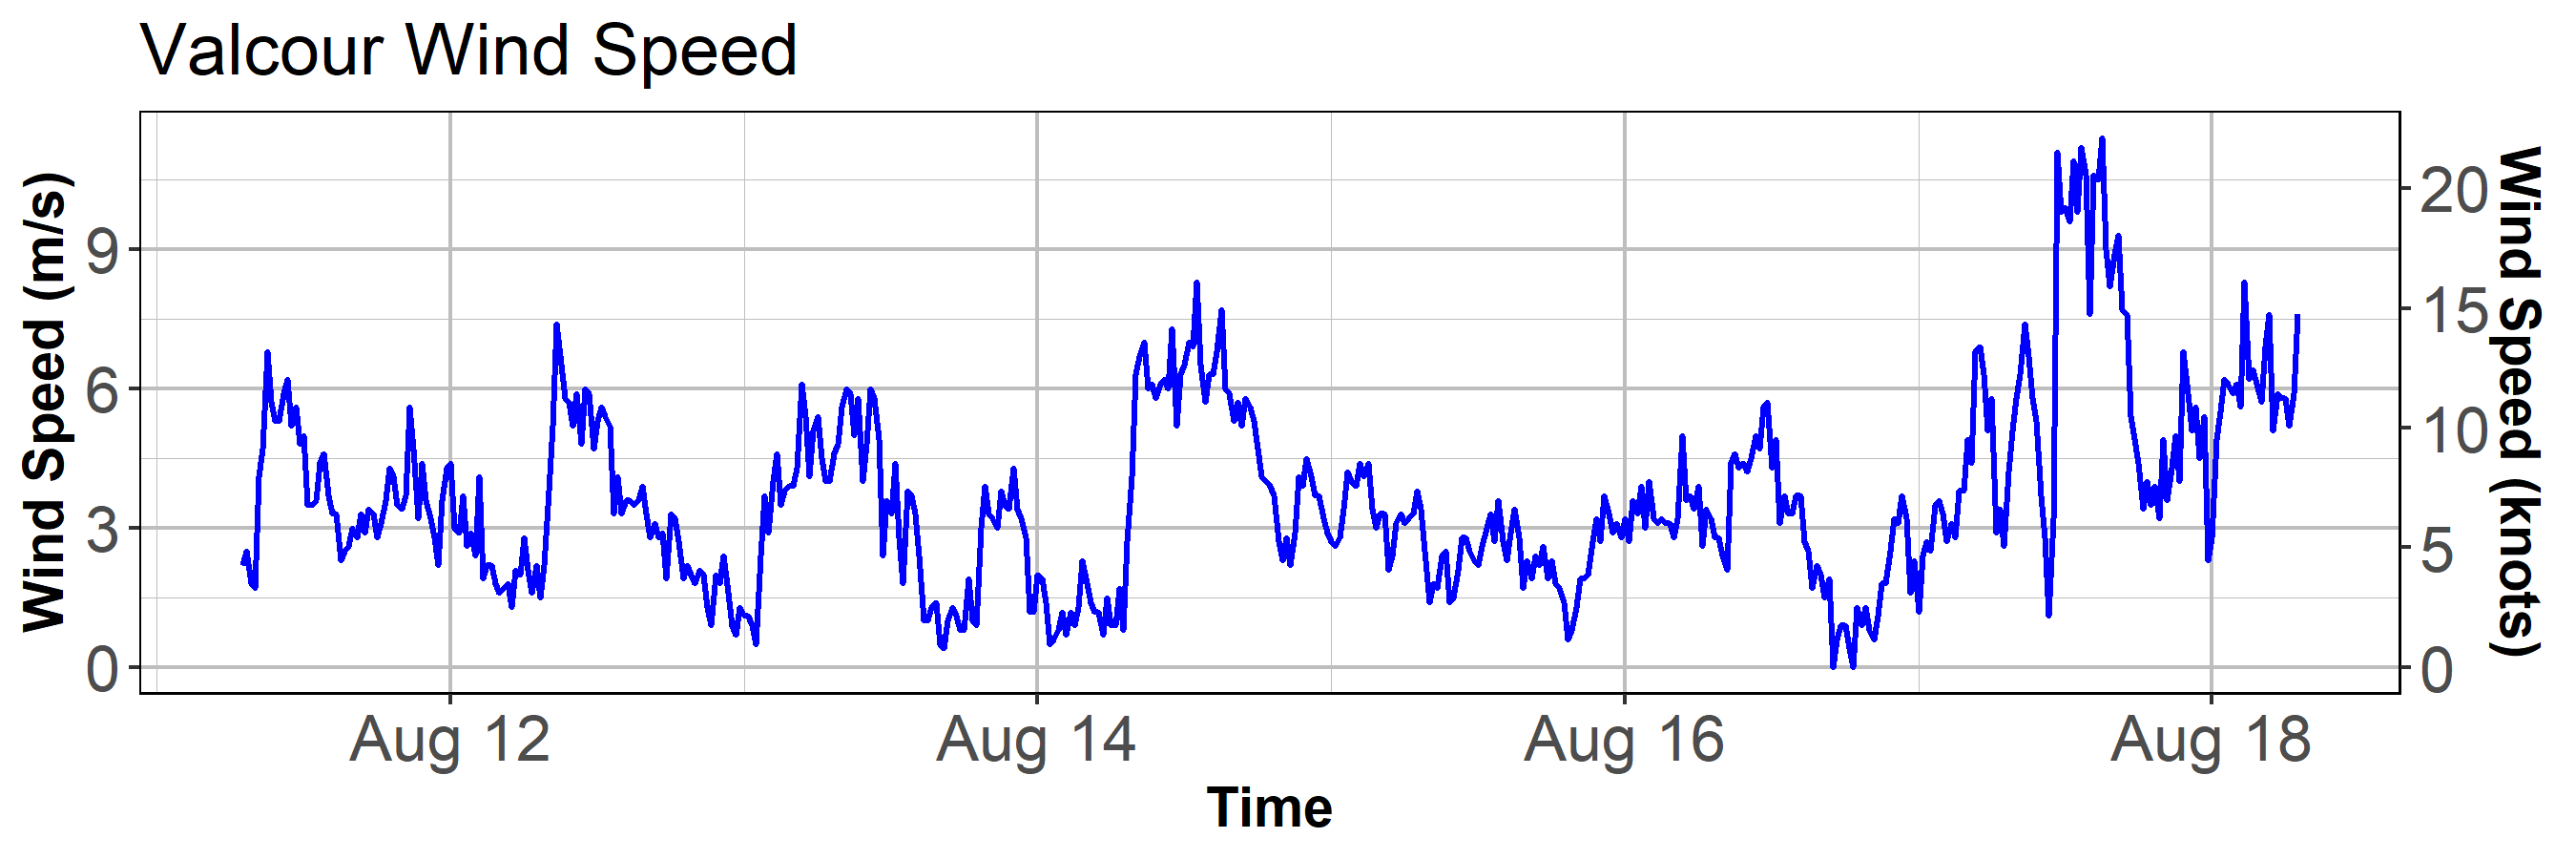 Valcour Wind Speed
Wind Speed (m/s)
9
6
3
0
20
15
10
5
0
Wind Speed (knots)
Aug 12
Aug 14
Aug 16
Aug 18
Time